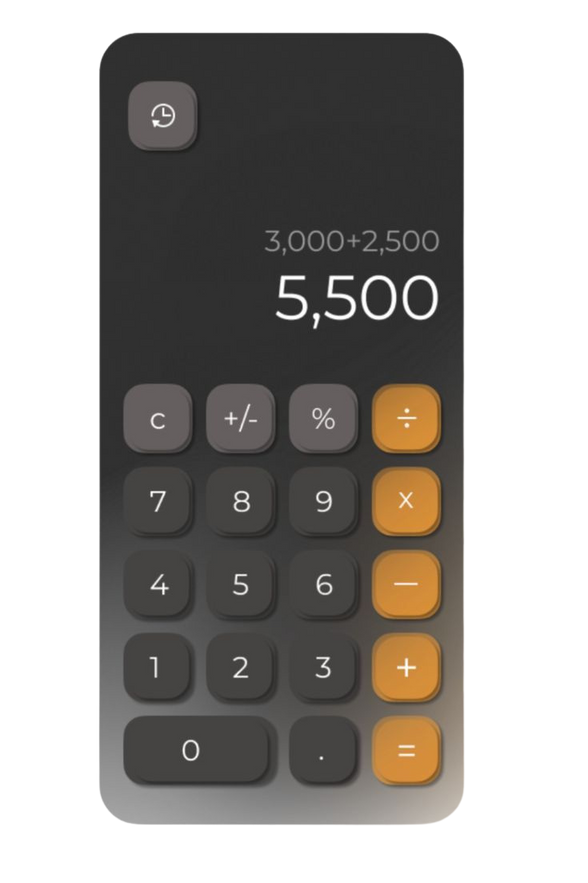 3,000+2,500
5,500
c +/- % ÷
7 8 9 x
4 5 6 —
1 2 3 +
0 . =